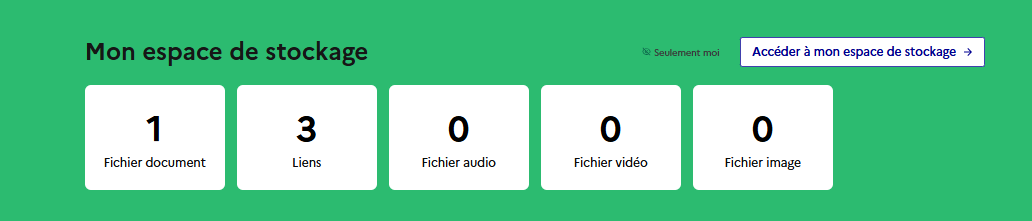 Mon espace de stockage
Seulement moi
Accéder à mon espace de stockage →
1
Fichier document
3
Liens
0
Fichier audio
0
Fichier vidéo
0
Fichier image